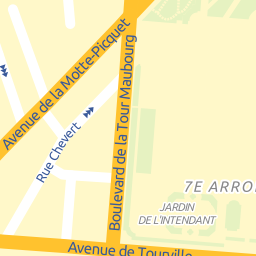 Avenue de la Motte-Picquet
Boulevard de la Tour Maubourg
Rue Chevert
7E ARRO
JARDIN
DE L'INTENDANT
Avenue de Tourville